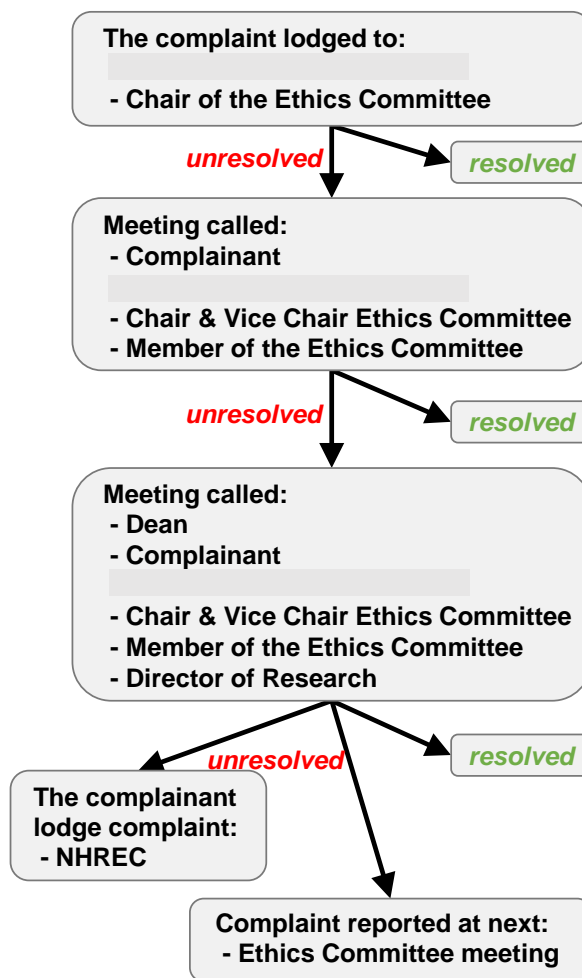 The complaint lodged to:
- Chair of the Ethics Committee
unresolved
resolved
Meeting called:
- Complainant
- Chair & Vice Chair Ethics Committee
- Member of the Ethics Committee
unresolved
resolved
Meeting called:
- Dean
- Complainant
- Chair & Vice Chair Ethics Committee
- Member of the Ethics Committee
- Director of Research
unresolved
resolved
The complainant
lodge complaint:
- NHREC
Complaint reported at next:
- Ethics Committee meeting